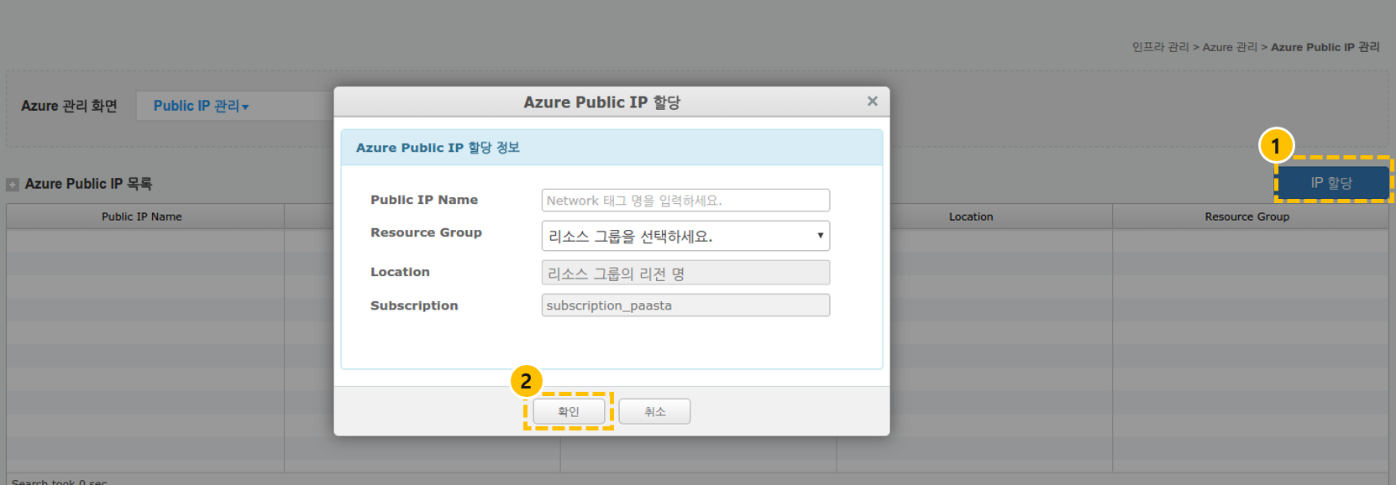 인프라 관리 > Azure 관리 > Azure Public IP 관리
Azure 관리 화면
Public IP 관리
Azure Public IP 할당
×
Azure Public IP 할당 정보
1
Azure Public IP 목록
IP 할당
Public IP Name
Location
Resource Group
Public IP Name
Network 태그 명을 입력하세요.
Resource Group
리소스 그룹을 선택하세요.
Location
리소스 그룹의 리전 명
Subscription
subscription_paasta
2
확인
취소
Search took 0 sec